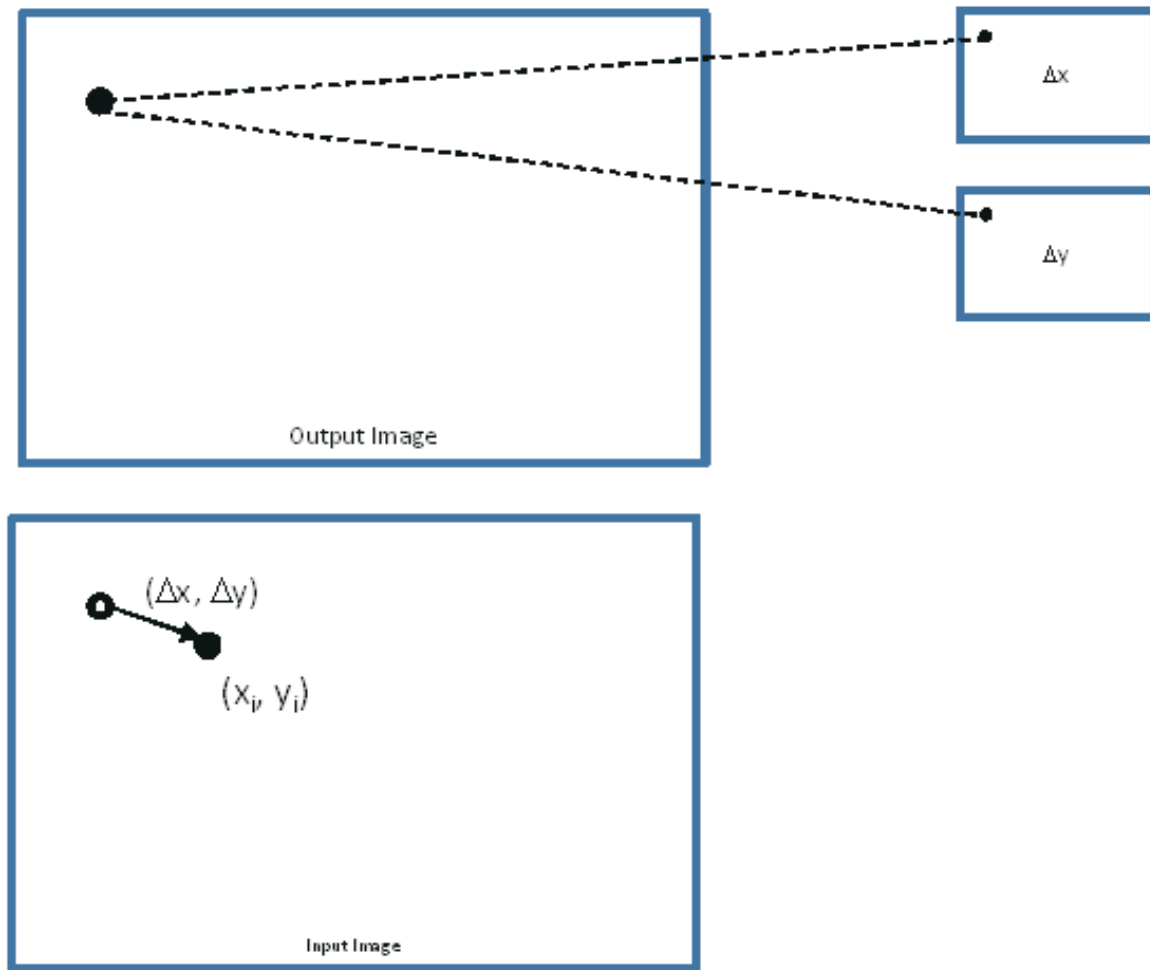 Δx
Δy
Output Image
(Δx, Δy)
(xᵢ, yᵢ)
Input Image